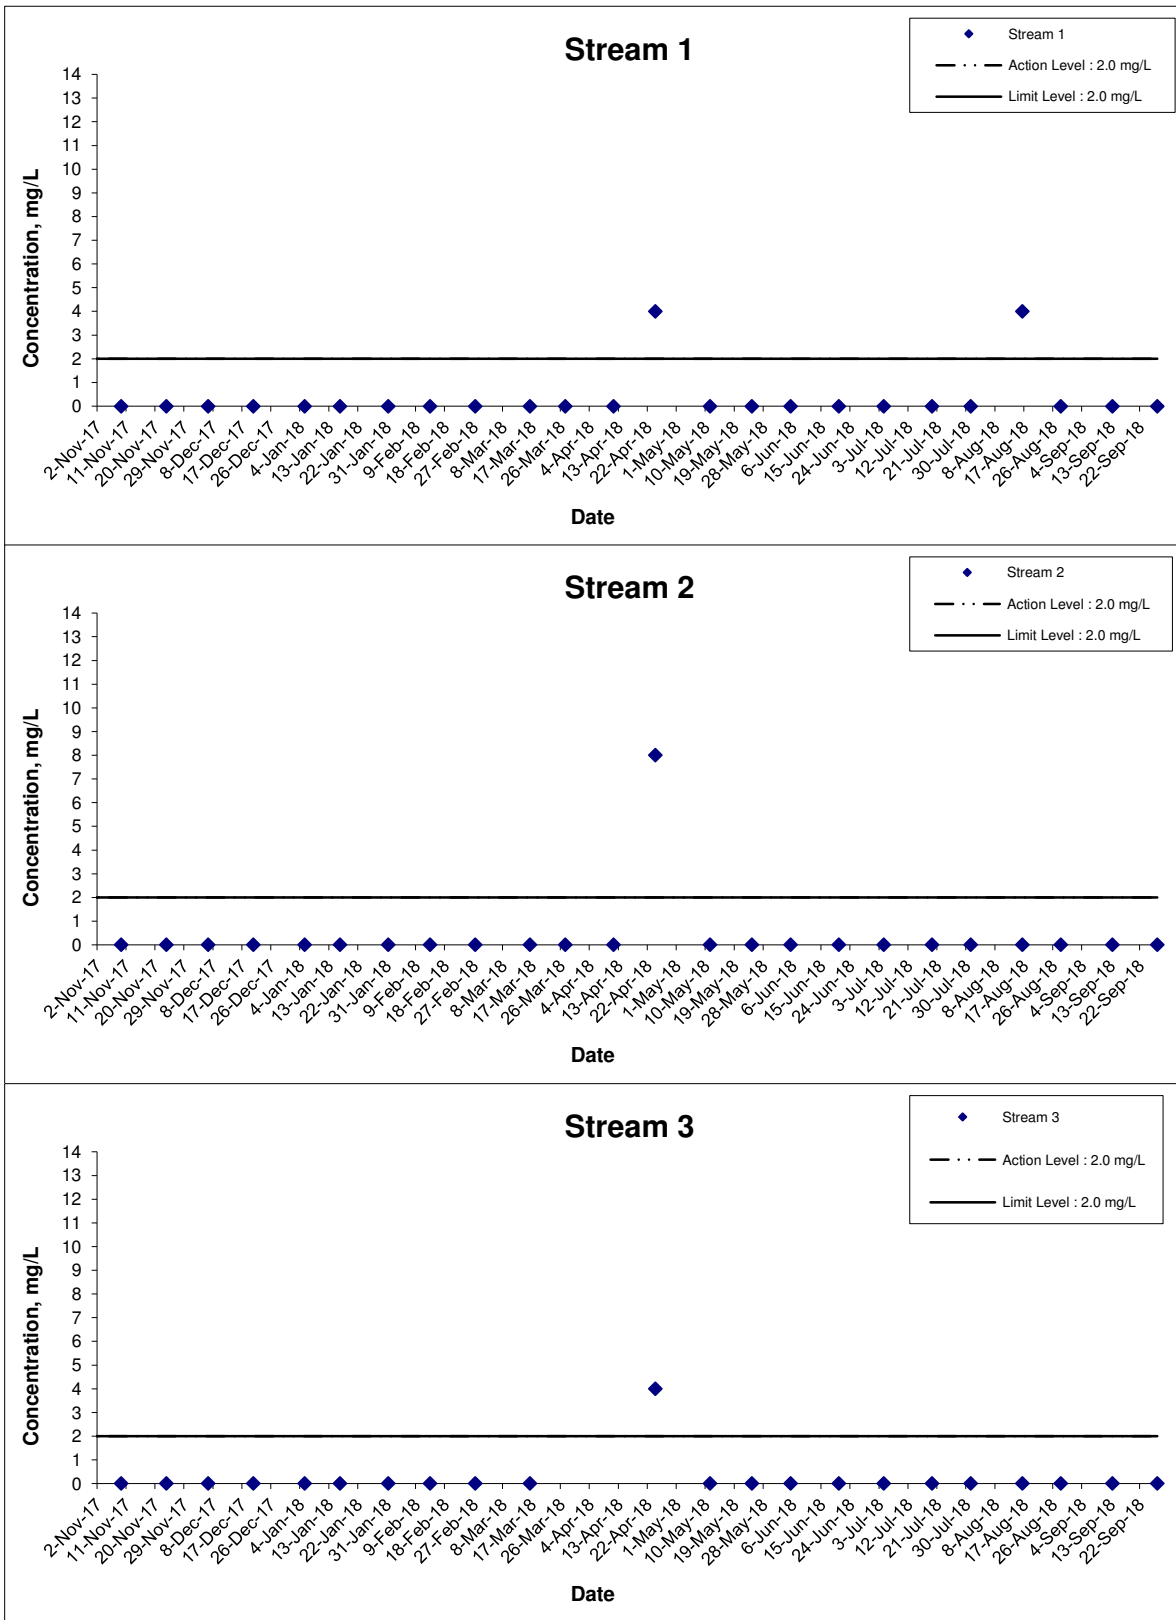 Stream 1
Stream 1
Action Level : 2.0 mg/L
Limit Level : 2.0 mg/L
14
13
12
11
10
9
8
7
6
5
4
3
2
1
0
Concentration, mg/L
2-Nov-17
11-Nov-17
20-Nov-17
29-Nov-17
8-Dec-17
17-Dec-17
26-Dec-17
4-Jan-18
13-Jan-18
22-Jan-18
31-Jan-18
9-Feb-18
18-Feb-18
27-Feb-18
8-Mar-18
17-Mar-18
26-Mar-18
4-Apr-18
13-Apr-18
22-Apr-18
1-May-18
10-May-18
19-May-18
28-May-18
6-Jun-18
15-Jun-18
24-Jun-18
3-Jul-18
12-Jul-18
21-Jul-18
30-Jul-18
8-Aug-18
17-Aug-18
26-Aug-18
4-Sep-18
13-Sep-18
22-Sep-18
Date
Stream 2
Stream 2
Action Level : 2.0 mg/L
Limit Level : 2.0 mg/L
14
13
12
11
10
9
8
7
6
5
4
3
2
1
0
Concentration, mg/L
2-Nov-17
11-Nov-17
20-Nov-17
29-Nov-17
8-Dec-17
17-Dec-17
26-Dec-17
4-Jan-18
13-Jan-18
22-Jan-18
31-Jan-18
9-Feb-18
18-Feb-18
27-Feb-18
8-Mar-18
17-Mar-18
26-Mar-18
4-Apr-18
13-Apr-18
22-Apr-18
1-May-18
10-May-18
19-May-18
28-May-18
6-Jun-18
15-Jun-18
24-Jun-18
3-Jul-18
12-Jul-18
21-Jul-18
30-Jul-18
8-Aug-18
17-Aug-18
26-Aug-18
4-Sep-18
13-Sep-18
22-Sep-18
Date
Stream 3
Stream 3
Action Level : 2.0 mg/L
Limit Level : 2.0 mg/L
14
13
12
11
10
9
8
7
6
5
4
3
2
1
0
Concentration, mg/L
2-Nov-17
11-Nov-17
20-Nov-17
29-Nov-17
8-Dec-17
17-Dec-17
26-Dec-17
4-Jan-18
13-Jan-18
22-Jan-18
31-Jan-18
9-Feb-18
18-Feb-18
27-Feb-18
8-Mar-18
17-Mar-18
26-Mar-18
4-Apr-18
13-Apr-18
22-Apr-18
1-May-18
10-May-18
19-May-18
28-May-18
6-Jun-18
15-Jun-18
24-Jun-18
3-Jul-18
12-Jul-18
21-Jul-18
30-Jul-18
8-Aug-18
17-Aug-18
26-Aug-18
4-Sep-18
13-Sep-18
22-Sep-18
Date